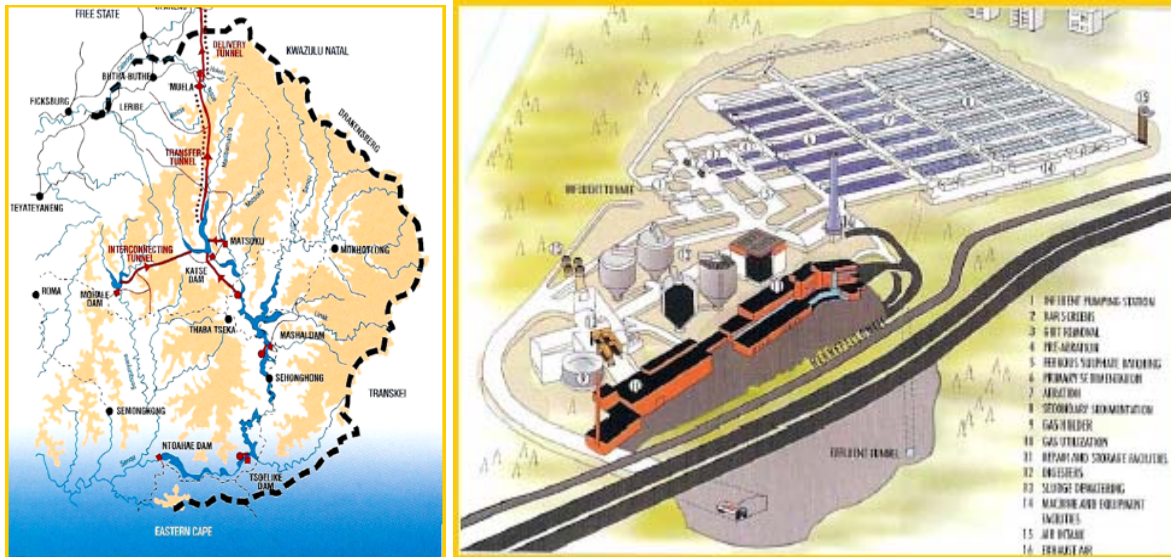 FREE STATE
DELIVERY
TUNNEL
KWAZULU NATAL
BUTHA-BUTHE
MUELA
FICKSBURG
LERIBE
DRAKENSBERG
TRANSFER
TUNNEL
TEYATEYANENG
MATSOKU
INTERCONNECTING
TUNNEL
MOKHOTLONG
KATSE
DAM
ROMA
MOHALE
DAM
THABA TSEKA
MASHAI DAM
SEHONGHONG
TRANSKEI
SEMONGKONG
NTOAHAE DAM
TSOELIKE
DAM
EASTERN CAPE
INFLUENT TUNNEL
EFFLUENT TUNNEL
1 INFLUENT PUMPING STATION
2 BAR SCREENS
3 GRIT REMOVAL
4 PRE-AERATION
5 FERROUS SULPHATE BATCHING
6 PRIMARY SEDIMENTATION
7 AERATION
8 SECONDARY SEDIMENTATION
9 GAS HOLDER
10 GAS UTILIZATION
11 REPAIR AND STORAGE FACILITIES
12 DIGESTERS
13 SLUDGE DEWATERING
14 MACHINE AND EQUIPMENT
FACILITIES
15 AIR INTAKE
16 EXHAUST AIR